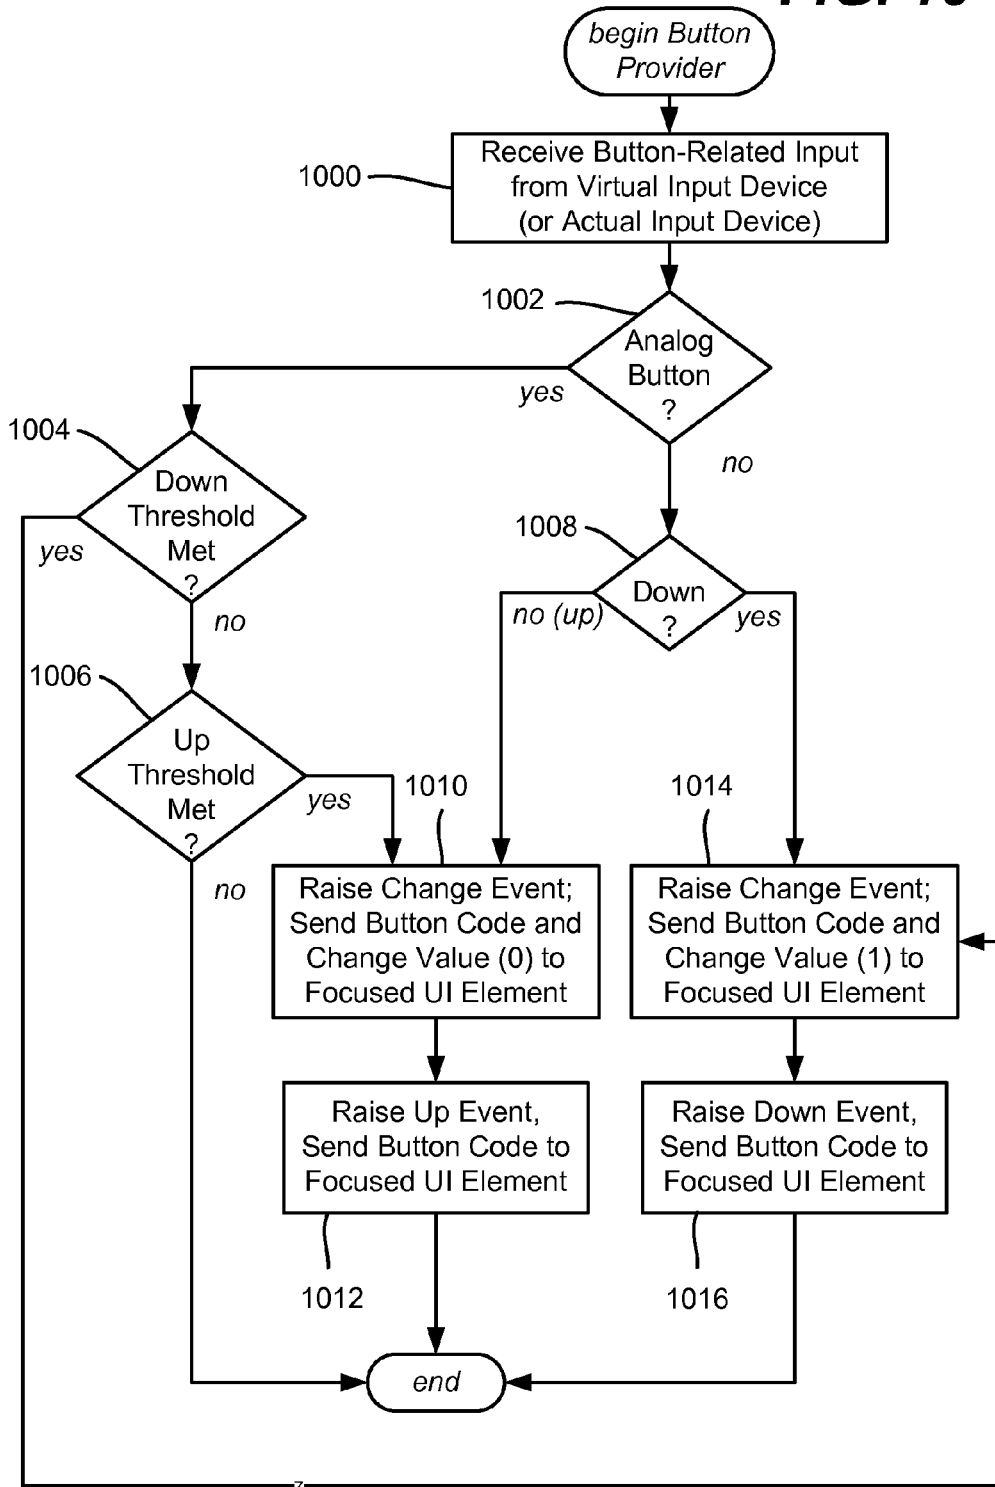 begin Button
Provider
1000
Receive Button-Related Input
from Virtual Input Device
(or Actual Input Device)
1002
Analog
Button
?
yes
no
1004
Down
Threshold
Met
?
yes
no
1008
Down
?
no (up)
yes
1006
Up
Threshold
Met
?
yes
no
1010
Raise Change Event;
Send Button Code and
Change Value (0) to
Focused UI Element
1014
Raise Change Event;
Send Button Code and
Change Value (1) to
Focused UI Element
Raise Up Event,
Send Button Code to
Focused UI Element
1012
Raise Down Event,
Send Button Code to
Focused UI Element
1016
end